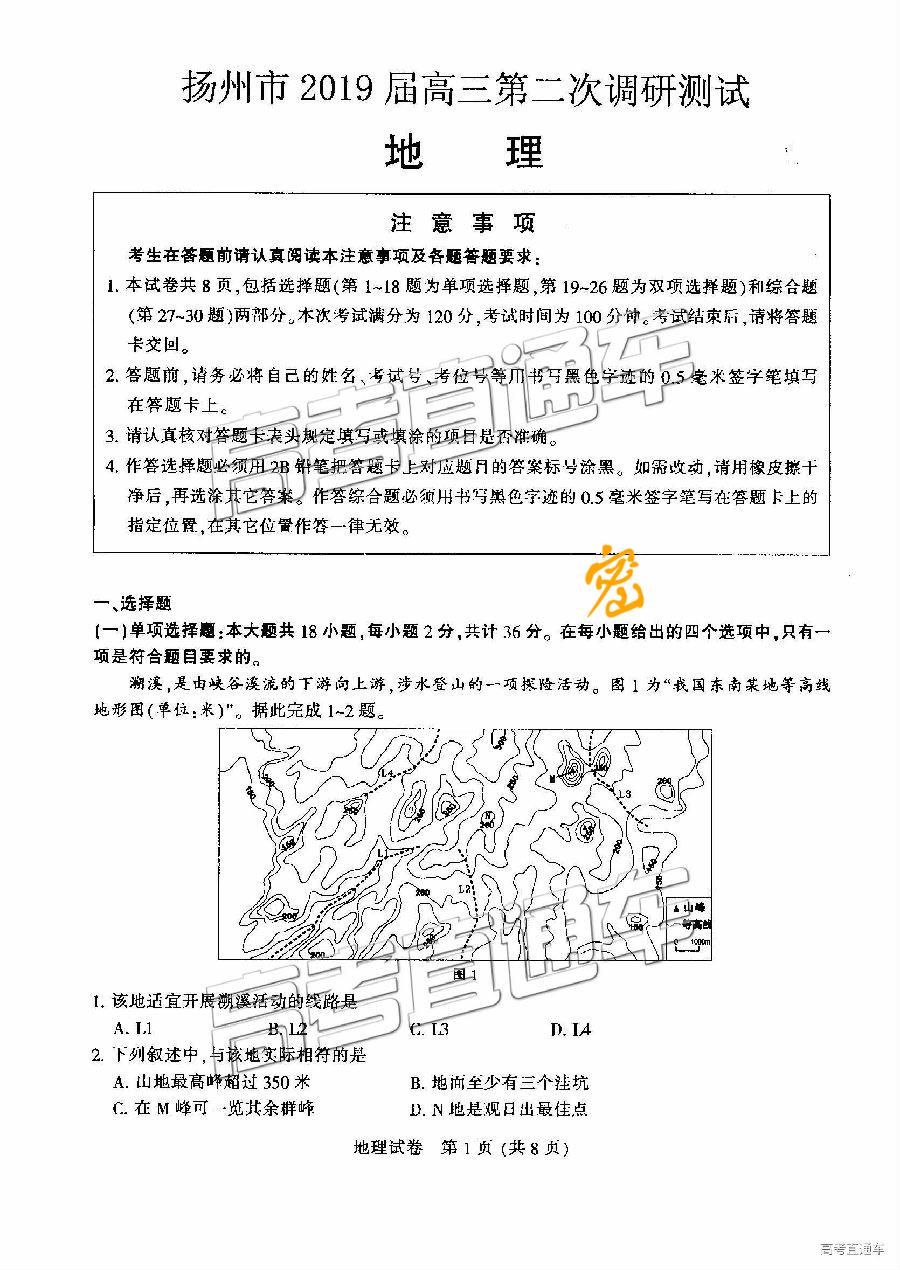 扬州市 2019 届高三第二次调研测试
地 理
注 意 事 项
考生在答题前请认真阅读本注意事项及各题答题要求:
1. 本试卷共 8 页,包括选择题(第 1~18 题为单项选择题,第 19~26 题为双项选择题)和综合题
(第 27~30 题)两部分。本次考试满分为 120 分,考试时间为 100 分钟。考试结束后,请将答题
卡交回。
2. 答题前,请务必将自己的姓名、考试号、考位号等用书写黑色字迹的 0.5 毫米签字笔填写
在答题卡上。
3. 请认真核对答题卡表头规定填写或填涂的项目是否准确。
4. 作答选择题必须用 2B 铅笔把答题卡上对应题目的答案标号涂黑。如需改动,请用橡皮擦干
净后,再选涂其它答案。作答综合题必须用书写黑色字迹的 0.5 毫米签字笔写在答题卡上的
指定位置,在其它位置作答一律无效。
高考直通车
密
一、选择题
(一)单项选择题:本大题共 18 小题,每小题 2 分,共计 36 分。在每小题给出的四个选项中,只有一
项是符合题目要求的。
溯溪,是由峡谷溪流的下游向上游,涉水登山的一项探险活动。图 1 为“我国东南某地等高线
地形图(单位:米)”。据此完成 1~2 题。
L4
M
L3
N
L2
200
▲ 山峰
等高线
0 1000m
高考直通车
图 1
1. 该地适宜开展溯溪活动的线路是
A. L1 B. L2 C. L3 D. L4
2. 下列叙述中,与该地实际相符的是
A. 山地最高峰超过 350 米 B. 地面至少有三个洼坑
C. 在 M 峰可一览其余群峰 D. N 地是观日出最佳点
地理试卷 第 1 页 (共 8 页)
高考直通车